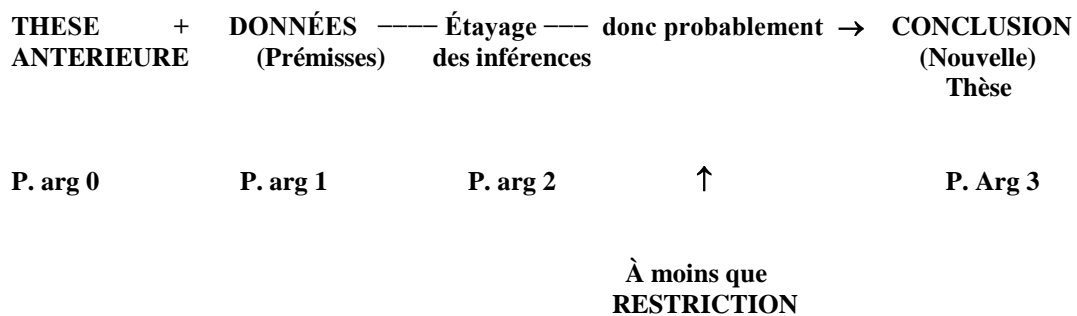 THESE + DONNÉES –––– Étayage ––– donc probablement → CONCLUSION
ANTERIEURE (Prémisses) des inférences (Nouvelle)
Thèse
P. arg 0 P. arg 1 P. arg 2 ↑ P. Arg 3
À moins que
RESTRICTION